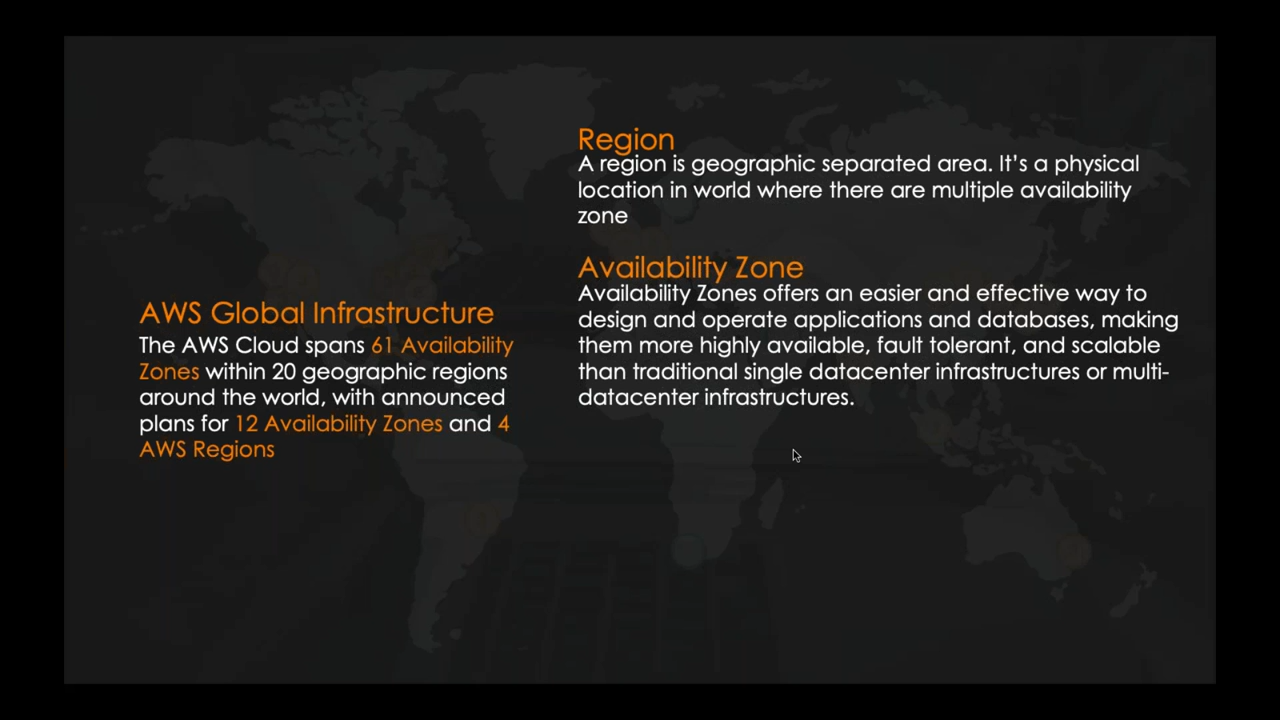 AWS Global Infrastructure
The AWS Cloud spans 61 Availability
Zones within 20 geographic regions
around the world, with announced
plans for 12 Availability Zones and 4
AWS Regions
Region
A region is geographic separated area. It’s a physical
location in world where there are multiple availability
zone
Availability Zone
Availability Zones offers an easier and effective way to
design and operate applications and databases, making
them more highly available, fault tolerant, and scalable
than traditional single datacenter infrastructures or multi-
datacenter infrastructures.